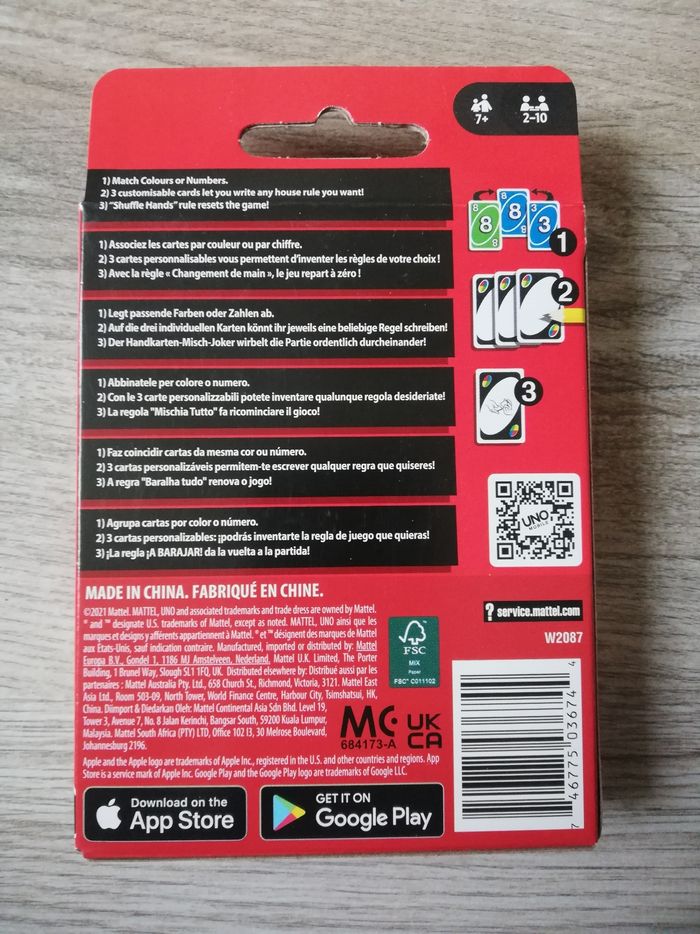 7+ 2-10
1) Match Colours or Numbers.
2) 3 customisable cards let you write any house rule you want!
3) "Shuffle Hands" rule resets the game!
8 8 3
1
1) Associez les cartes par couleur ou par chiffre.
2) 3 cartes personnalisables vous permettent d'inventer les règles de votre choix !
3) Avec la règle « Changement de main », le jeu repart à zéro !
2
1) Legt passende Farben oder Zahlen ab.
2) Auf die drei individuellen Karten könnt ihr jeweils eine beliebige Regel schreiben!
3) Der Handkarten-Misch-Joker wirbelt die Partie ordentlich durcheinander!
3
1) Abbinatele per colore o numero.
2) Con le 3 carte personalizzabili potete inventare qualunque regola desideriate!
3) La regola "Mischia Tutto" fa ricominciare il gioco!
1) Faz coincidir cartas da mesma cor ou número.
2) 3 cartas personalizáveis permitem-te escrever qualquer regra que quiseres!
3) A regra "Baralha tudo" renova o jogo!
UNO
MOBILE
1) Agrupa cartas por color o número.
2) 3 cartas personalizables: ¡podrás inventarte la regla de juego que quieras!
3) ¡La regla ¡A BARAJAR! da la vuelta a la partida!
MADE IN CHINA. FABRIQUÉ EN CHINE.
©2021 Mattel. MATTEL, UNO and associated trademarks and trade dress are owned by Mattel.
® and ™ designate U.S. trademarks of Mattel, except as noted. MATTEL, UNO ainsi que les
marques et designs y afférents appartiennent à Mattel. ® et ™ désignent des marques de Mattel
aux États-Unis, sauf indication contraire. Manufactured, imported or distributed by: Mattel
Europa B.V., Gondel 1, 1186 MJ Amstelveen, Nederland. Mattel U.K. Limited, The Porter
Building, 1 Brunel Way, Slough SL1 1FQ, UK. Distributed elsewhere by: Distribué ailleurs par les
partenaires suivants : Mattel Australia Pty. Ltd., 658 Church St., Richmond, Victoria, 3121. Mattel East
Asia Ltd., Room 503-09, North Tower, World Finance Centre, Harbour City, Tsimshatsui, HK,
China. Diimport & Diedarkan Oleh: Mattel Continental Asia Sdn Bhd. Level 19,
Tower 3, Avenue 7, No. 8 Jalan Kerinchi, Bangsar South, 59200 Kuala Lumpur,
Malaysia. Mattel South Africa (PTY) LTD, Office 102 I3, 30 Melrose Boulevard,
Johannesburg 2196.
FSC
MIX
Paper
FSC® C011102
MC
684173-A
UK
CA
? service.mattel.com
W2087
7 46775 03674 4
Apple and the Apple logo are trademarks of Apple Inc., registered in the U.S. and other countries and regions. App
Store is a service mark of Apple Inc. Google Play and the Google Play logo are trademarks of Google LLC.
Download on the
App Store
GET IT ON
Google Play